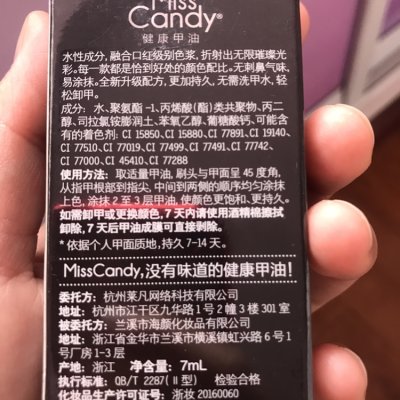 Miss
Candy®
健康甲油
水性成分，融合口红级别色浆，折射出无限璀璨光
彩。每一款都是恰到好处的颜色配比。无刺鼻气味，
易涂抹。全新升级配方，更加持久，无需洗甲水，轻
松卸甲。
成分：水、聚氨酯-1、丙烯酸（酯）类共聚物、丙二
醇、司拉氯铵膨润土、苯氧乙醇、葡糖酸钙，可能含
有的着色剂：CI 15850、CI 15880、CI 77891、CI 19140、
CI 77510、CI 77019、CI 77499、CI 77491、CI 77742、
CI 77000、CI 45410、CI 77288
使用方法：取适量甲油，刷头与甲面呈 45 度角，
从指甲根部到指尖，中间到两侧的顺序均匀涂抹
上色，涂抹 2 至 3 层甲油，使颜色更饱和、更持久。
如需卸甲或更换颜色，7 天内请使用酒精棉擦拭
卸除，7 天后甲油成膜可直接剥除。
*依据个人甲面质地，持久 7-14 天。
MissCandy，没有味道的健康甲油！
委托方：杭州莱凡网络科技有限公司
地址：杭州市江干区九华路 1 号 2 幢 3 楼 301 室
被委托方：兰溪市海颜化妆品有限公司
地址：浙江省金华市兰溪市横溪镇虹兴路 6 号 1
号厂房 1-3 层
产地：浙江 净含量：7mL
执行标准：QB/T 2287（II型） 检验合格
化妆品生产许可证号：浙妆 20160060